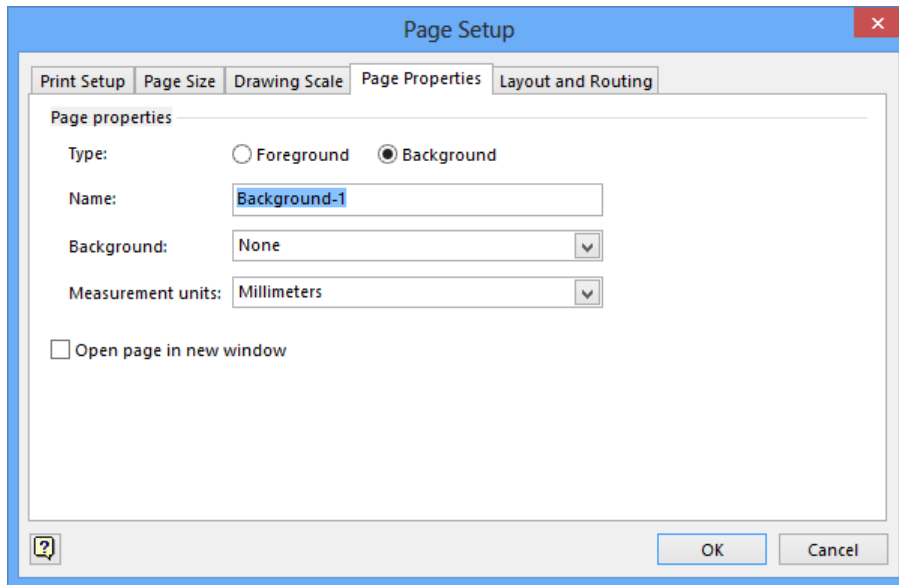 Page Setup
Print Setup Page Size Drawing Scale Page Properties Layout and Routing
Page properties
Type: Foreground Background
Name: Background-1
Background: None
Measurement units: Millimeters
Open page in new window
OK Cancel